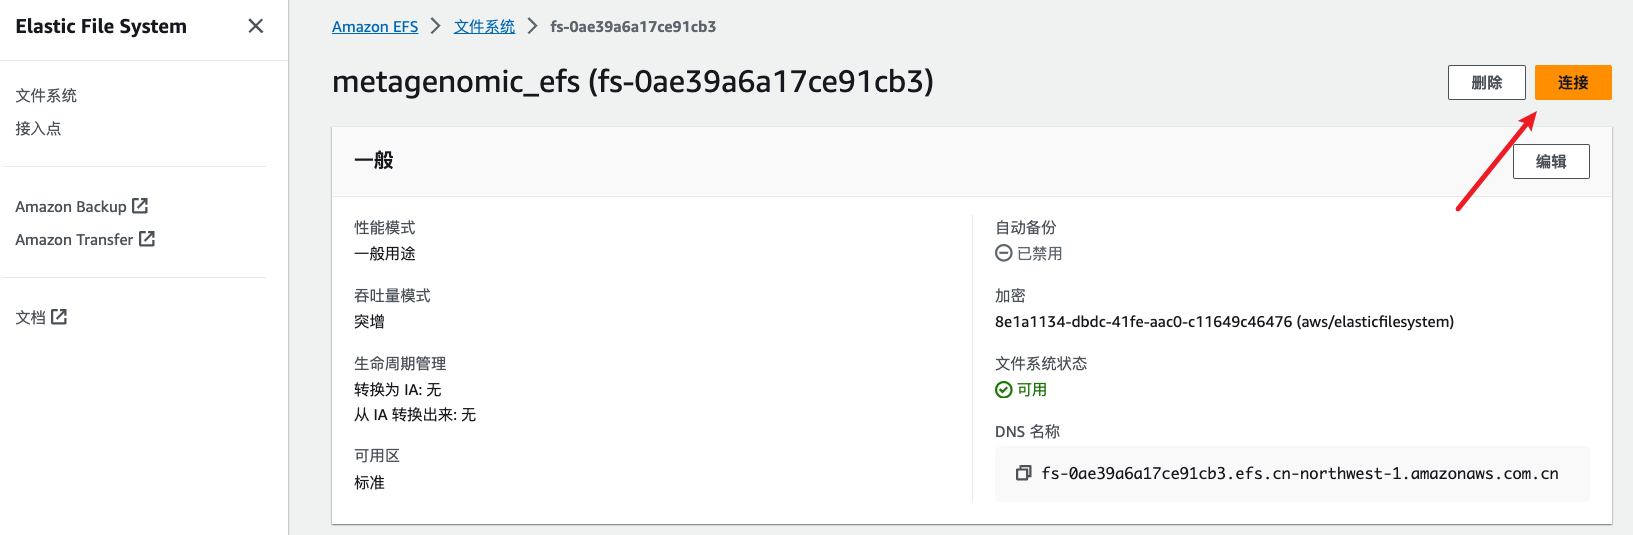 Elastic File System
文件系统
接入点
Amazon Backup
Amazon Transfer
文档
Amazon EFS
文件系统
fs-0ae39a6a17ce91cb3
metagenomic_efs (fs-0ae39a6a17ce91cb3)
删除
连接
一般
编辑
性能模式
一般用途
吞吐量模式
突增
生命周期管理
转换为 IA: 无
从 IA 转换出来: 无
可用区
标准
自动备份
已禁用
加密
8e1a1134-dbdc-41fe-aac0-c11649c46476 (aws/elasticfilesystem)
文件系统状态
可用
DNS 名称
fs-0ae39a6a17ce91cb3.efs.cn-northwest-1.amazonaws.com.cn